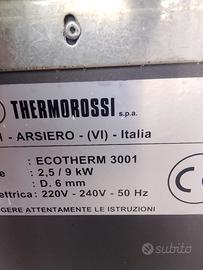 THERMOROSSI s.p.a.
- ARSIERO - (VI) - Italia
: ECOTHERM 3001
: 2,5 / 9 kW
: D. 6 mm
ettrica: 220V - 240V - 50 Hz
GERE ATTENTAMENTE LE ISTRUZIONI
subito